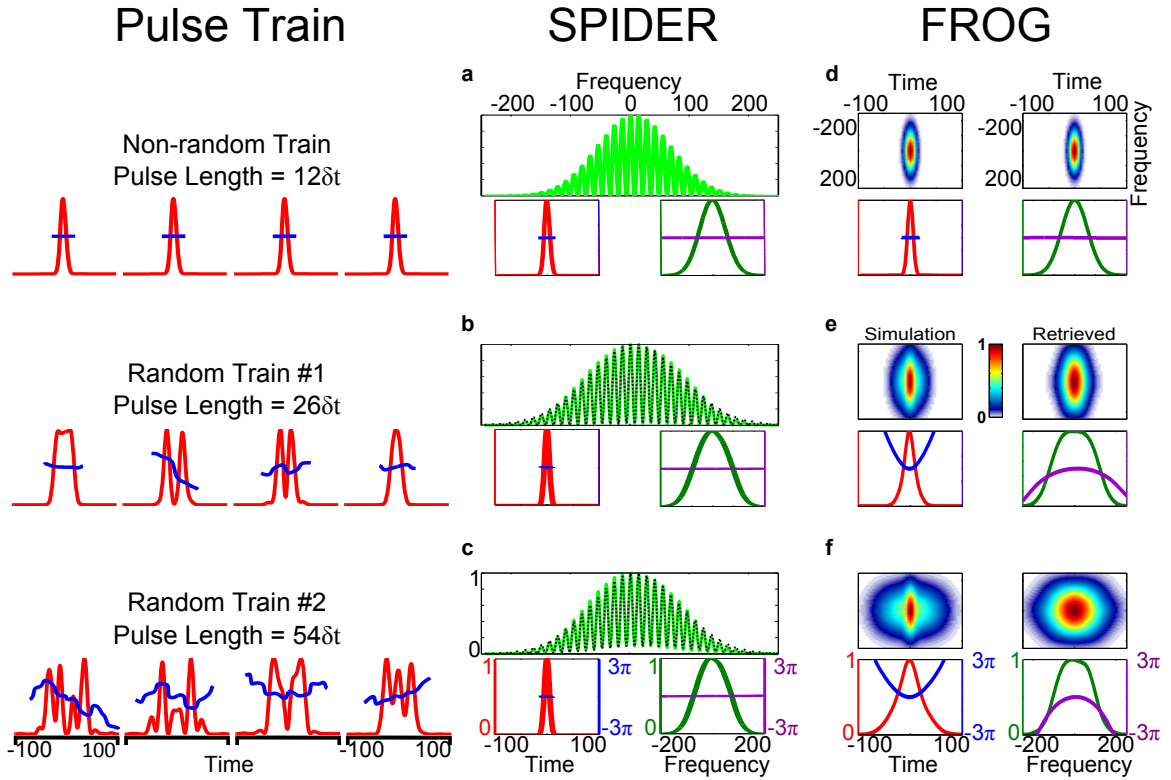 Pulse Train
SPIDER
FROG
a
Frequency
-200 -100 0 100 200
d
Time
-100 100
Time
-100 100
-200
200
Frequency
Non-random Train
Pulse Length = 12δt
b
e
Simulation
Retrieved
1
0
Random Train #1
Pulse Length = 26δt
c
f
1
0
Random Train #2
Pulse Length = 54δt
-100 100
Time
-100 100
1
0
3π
-3π
-100 100
Time
1
0
3π
-3π
-200 0 200
Frequency
1
0
3π
-3π
-100 100
Time
1
0
3π
-3π
-200 0 200
Frequency